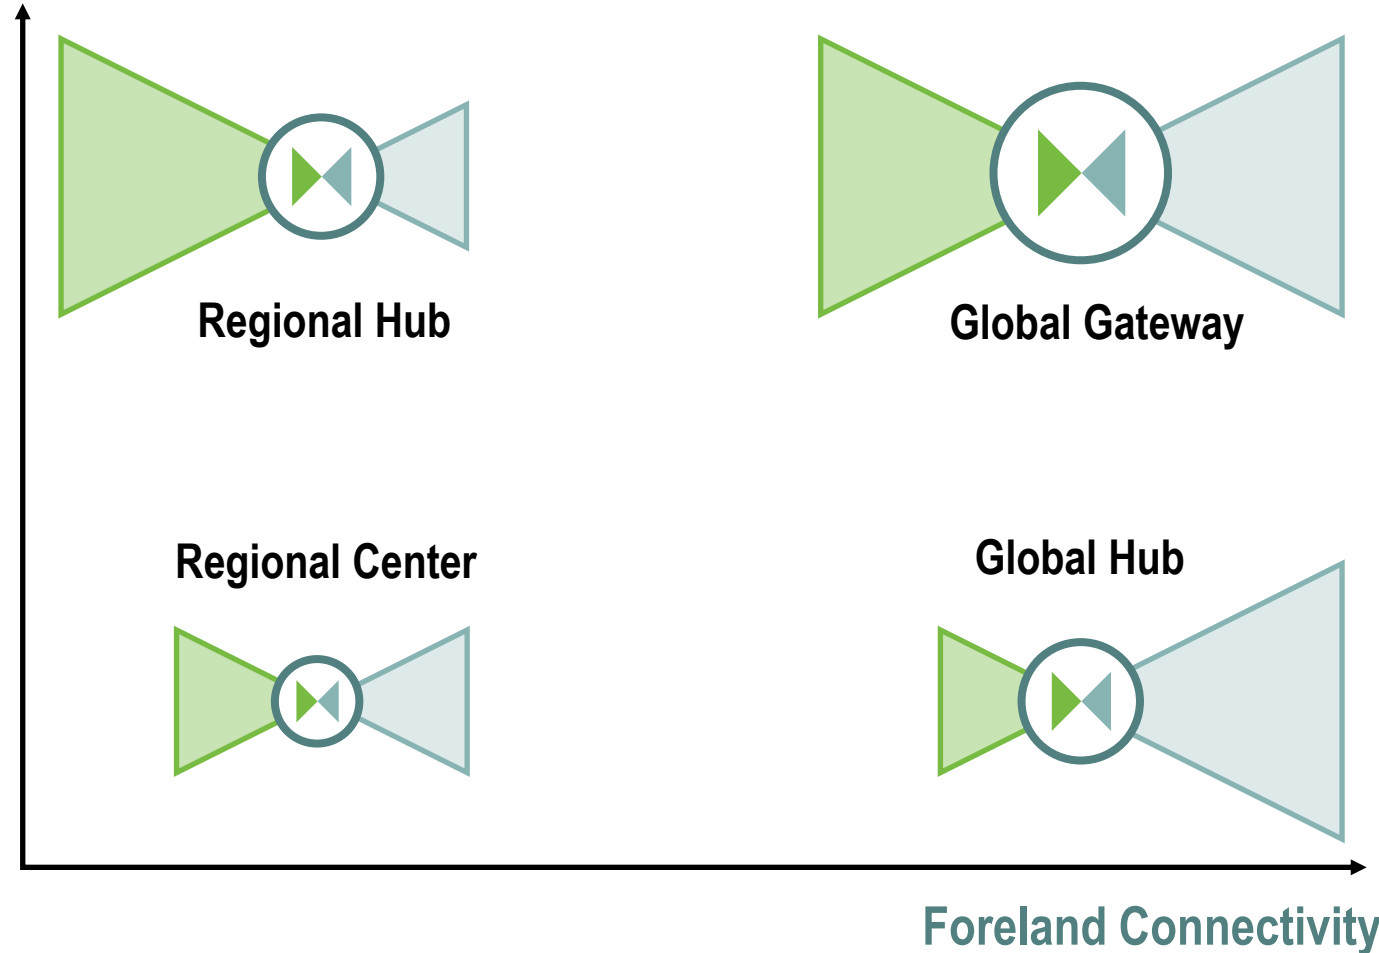 Regional Hub
Global Gateway
Regional Center
Global Hub
Foreland Connectivity